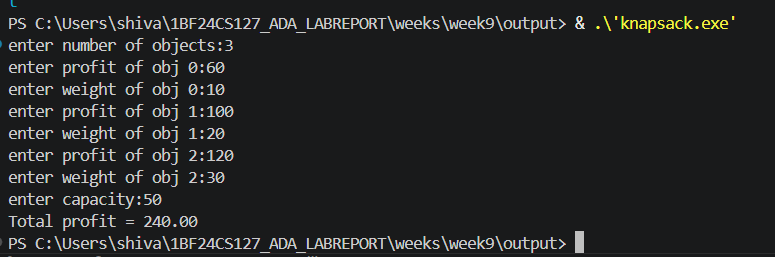 PS C:\Users\shiva\1BF24CS127_ADA_LABREPORT\weeks\week9\output> & .\'knapsack.exe'
enter number of objects:3
enter profit of obj 0:60
enter weight of obj 0:10
enter profit of obj 1:100
enter weight of obj 1:20
enter profit of obj 2:120
enter weight of obj 2:30
enter capacity:50
Total profit = 240.00
PS C:\Users\shiva\1BF24CS127_ADA_LABREPORT\weeks\week9\output>